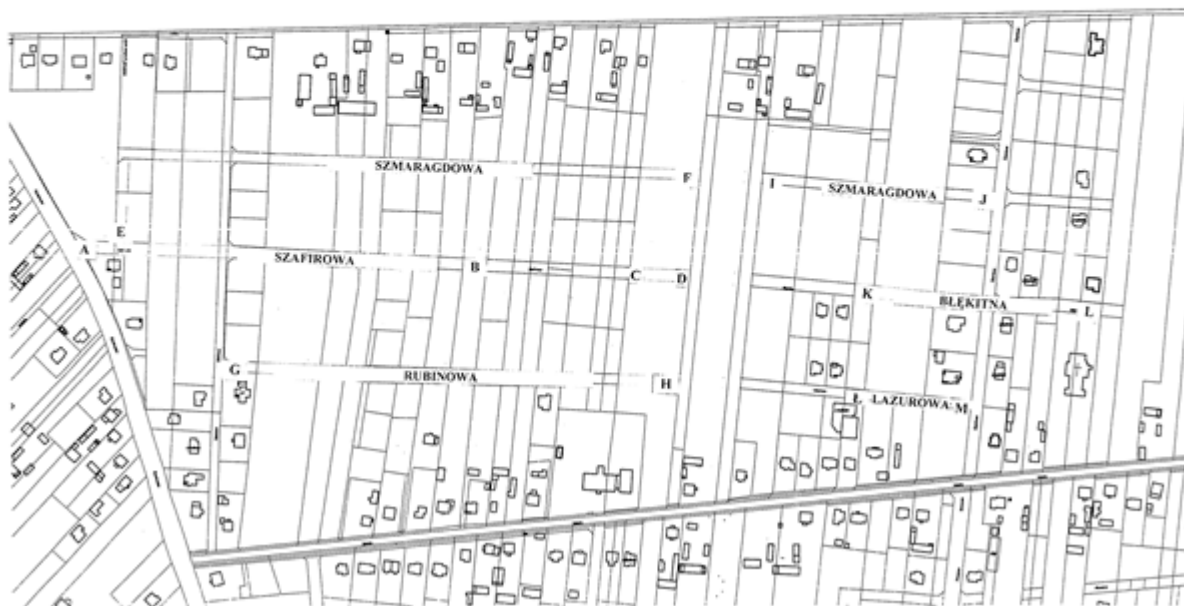 SZMARAGDOWA
F
I
SZMARAGDOWA
J
E
A
SZAFIROWA
B
C
D
K
BŁĘKITNA
L
G
RUBINOWA
H
Ł
LAZUROWA
M